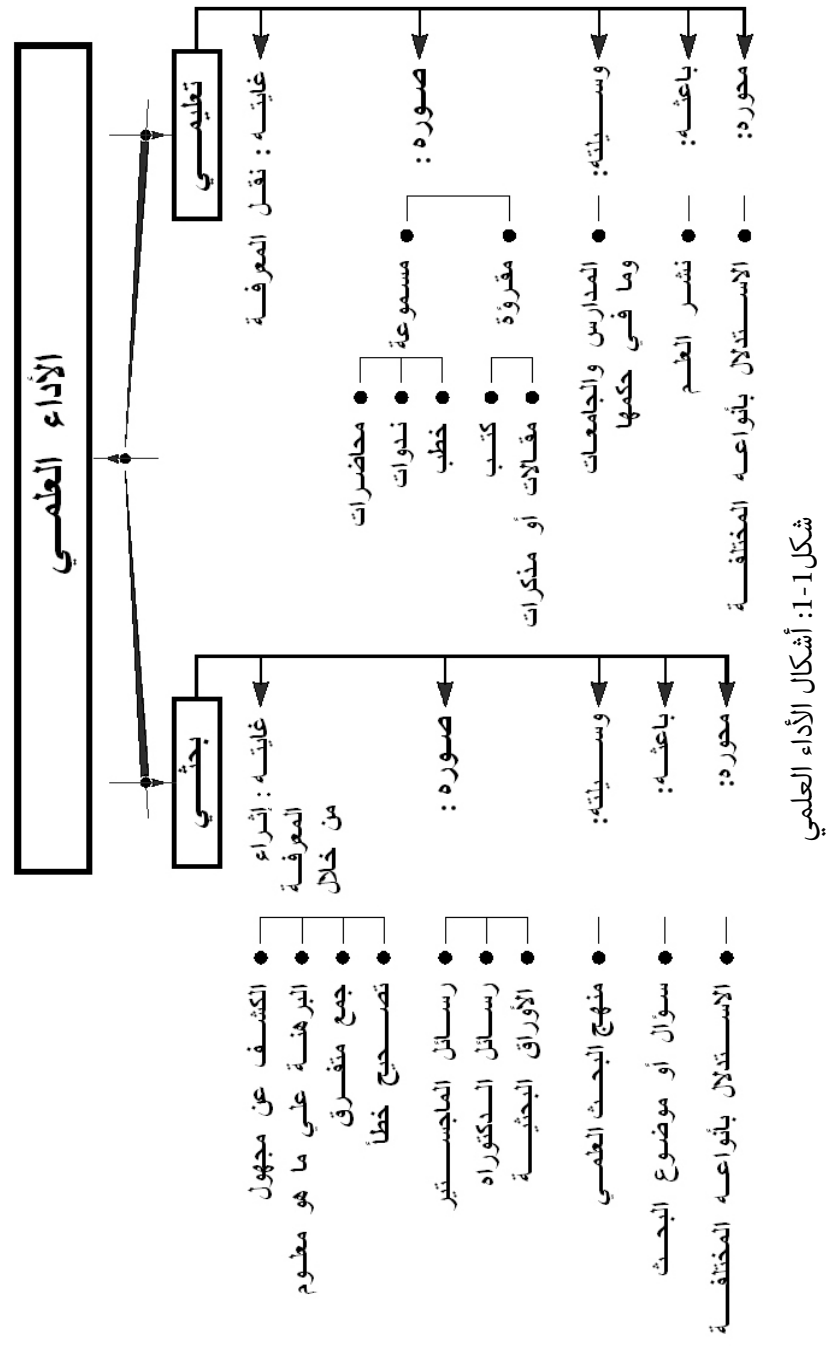 الأداء العلمي
تعليمي
غايته: نقل المعرفة
صوره:
مسموعة
محاضرات
ندوات
خطب
مقروؤة
كتب
مقالات أو مذكرات
وسيلته:
المدارس والجامعات
وما في حكمها
باعثه:
نشر العلم
محوره:
الاستدلال بأنواعه المختلفة
بحثي
غايته: إثراء
المعرفة
من خلال
الكشف عن مجهول
البرهنة على ما هو معلوم
جمع متفرق
تصحيح خطأ
صوره:
رسائل الماجستير
رسائل الدكتوراه
الأوراق البحثية
وسيلته:
منهج البحث العلمي
باعثه:
سؤال أو موضوع البحث
محوره:
الاستدلال بأنواعه المختلفة
شكل1-1: أشكال الأداء العلمي